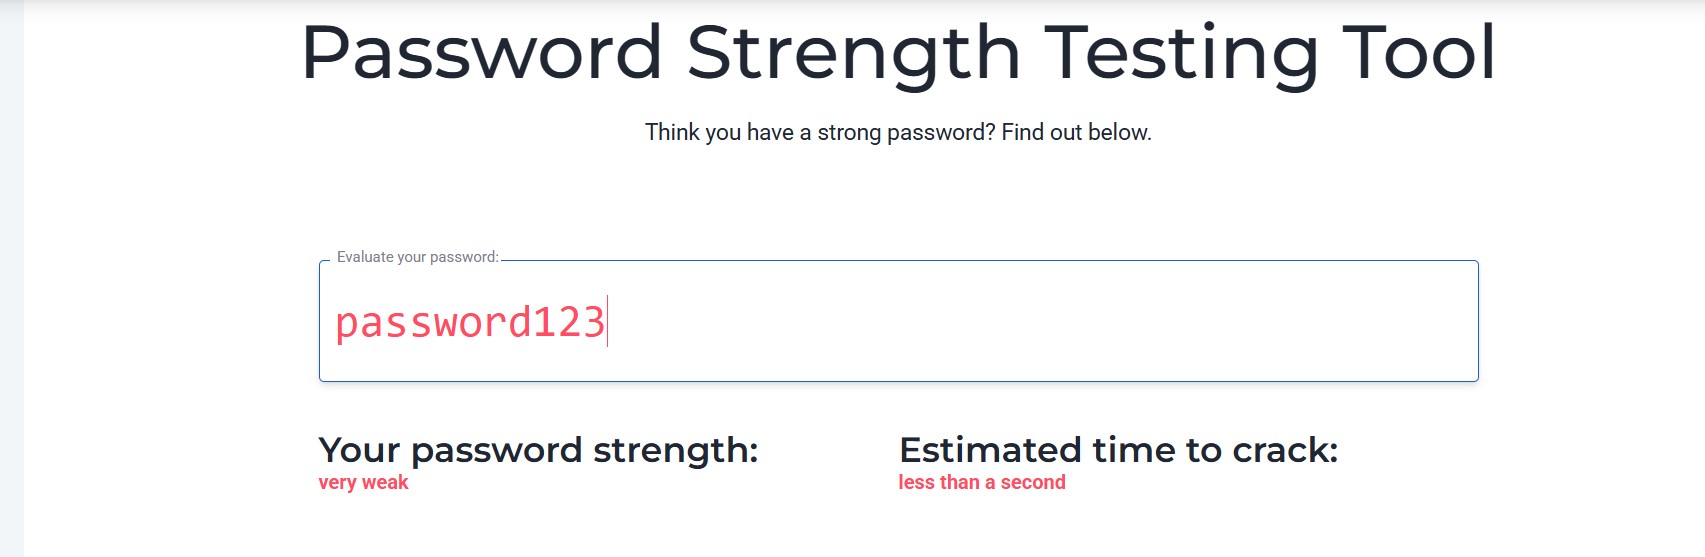 Password Strength Testing Tool
Think you have a strong password? Find out below.
Evaluate your password:
password123
Your password strength:
very weak
Estimated time to crack:
less than a second